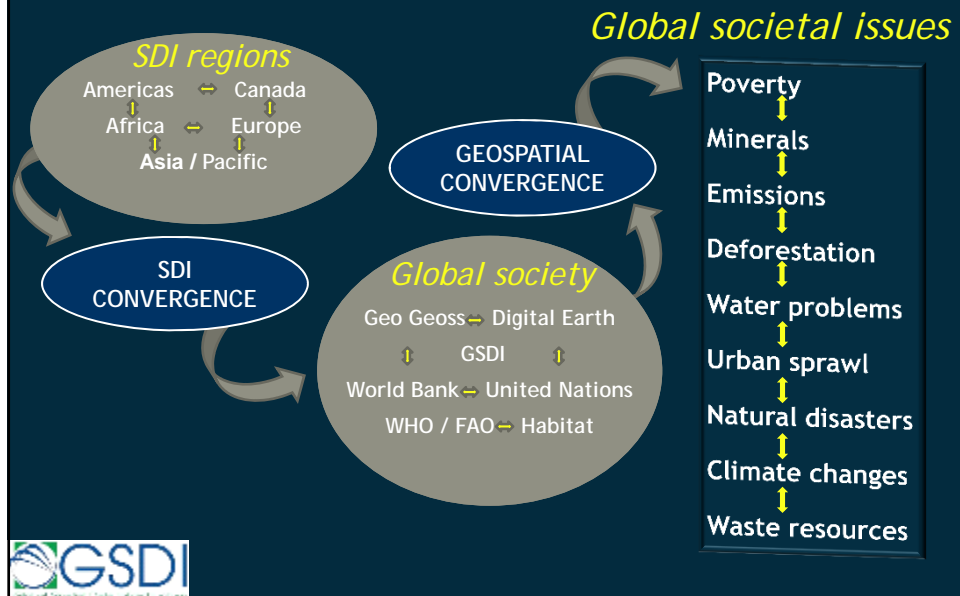 Global societal issues
SDI regions
Americas Canada
Africa Europe
Asia / Pacific
SDI
CONVERGENCE
GEOSPATIAL
CONVERGENCE
Global society
Geo Geoss Digital Earth
GSDI
World Bank United Nations
WHO / FAO Habitat
Poverty
Minerals
Emissions
Deforestation
Water problems
Urban sprawl
Natural disasters
Climate changes
Waste resources
GSDI